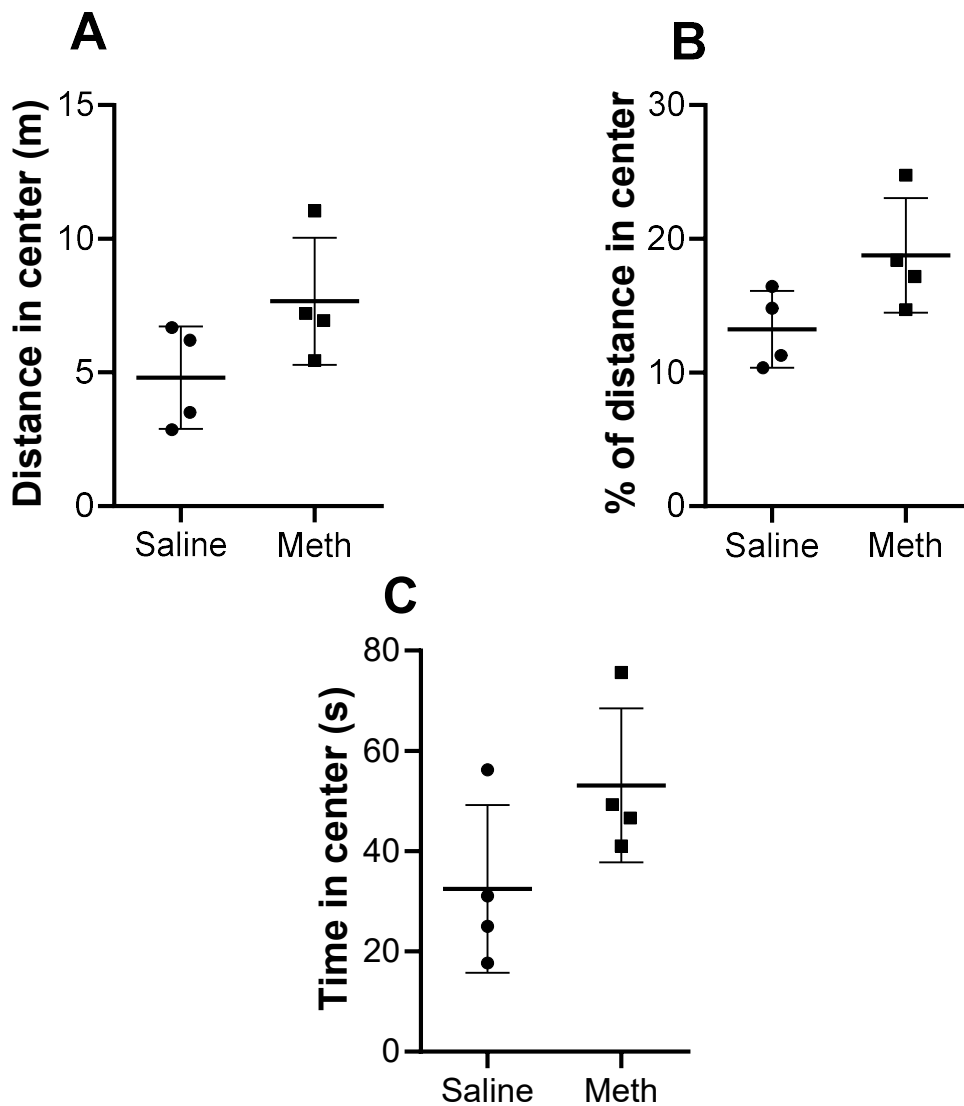 A
Distance in center (m)
15
10
5
0
Saline Meth
B
% of distance in center
30
20
10
0
Saline Meth
C
Time in center (s)
80
60
40
20
0
Saline Meth